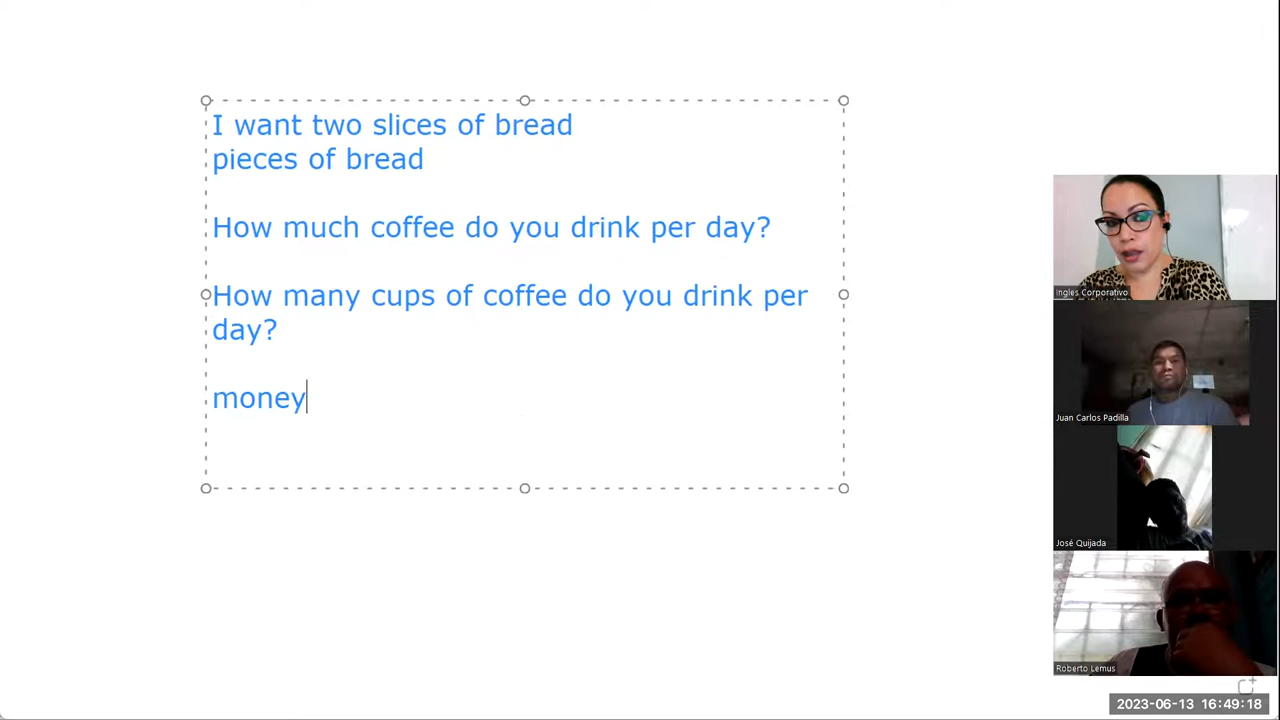 I want two slices of bread
pieces of bread
How much coffee do you drink per day?
How many cups of coffee do you drink per
day?
money
Ingles Corporativo
Juan Carlos Padilla
José Quijada
Roberto Lemus
2023-06-13 16:49:18